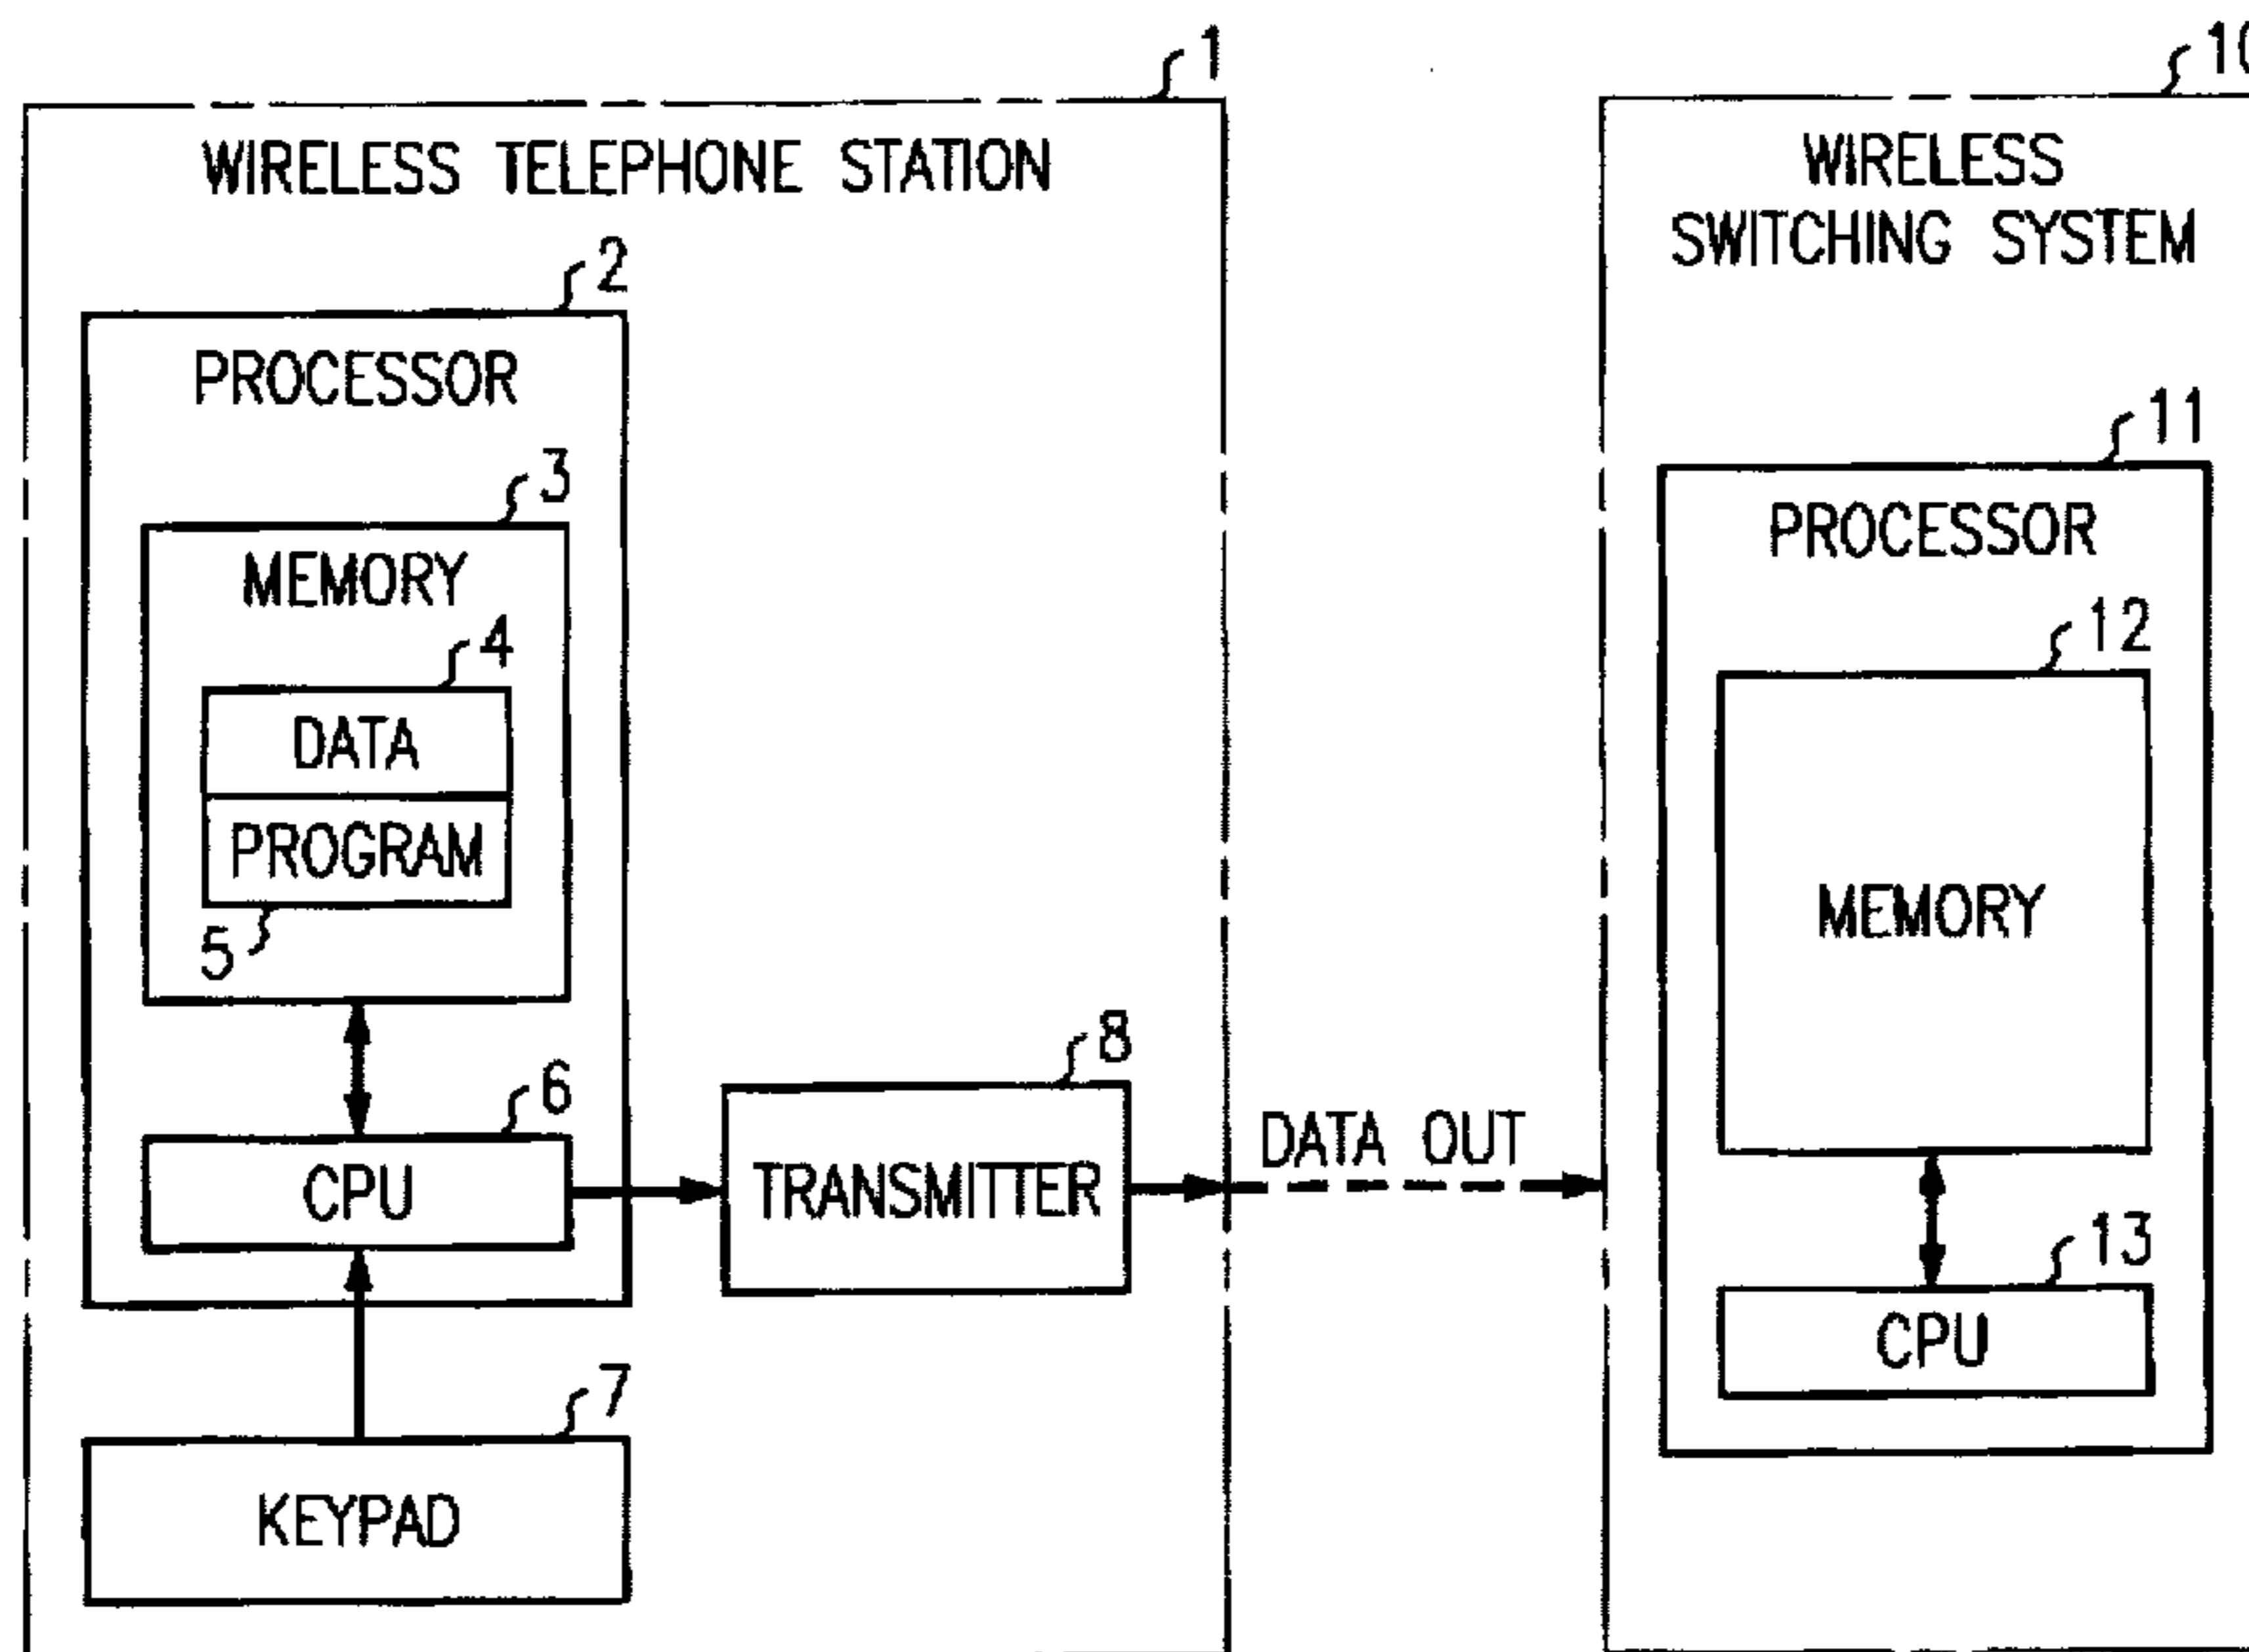 1
WIRELESS TELEPHONE STATION
2
PROCESSOR
3
MEMORY
4
DATA
PROGRAM
5
6
CPU
8
TRANSMITTER
7
KEYPAD
DATA OUT
10
WIRELESS
SWITCHING SYSTEM
11
PROCESSOR
12
MEMORY
13
CPU